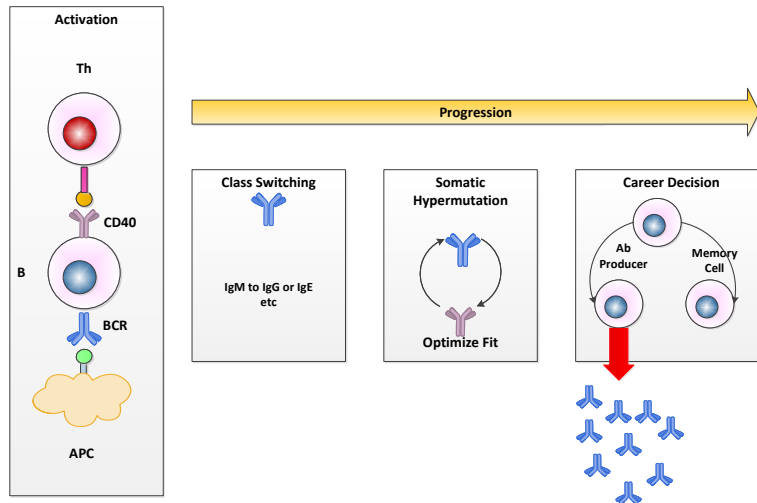 Activation
Th
CD40
B
BCR
APC
Progression
Class Switching
IgM to IgG or IgE
etc
Somatic
Hypermutation
Optimize Fit
Career Decision
Ab
Producer
Memory
Cell